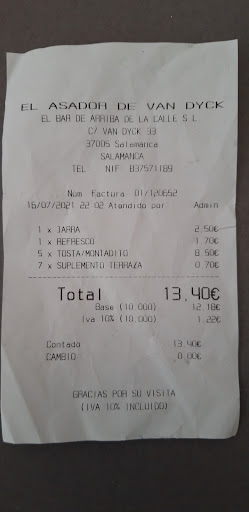 EL ASADOR DE VAN DYCK
EL BAR DE ARRIBA DE LA CALLE S.L.
C/ VAN DYCK 33
37005 Salamanca
SALAMANCA
TEL NIF B37571189
Num factura 01/120652
15/07/2021 22:02 Atendido por Admin
1 x JARRA 2.50€
1 x REFRESCO 1.70€
5 x TOSTA/MONTADITO 8.50€
7 x SUPLEMENTO TERRAZA 0.70€
Total 13,40€
Base (10.000) 12.18€
Iva 10% (10.000) 1.22€
Contado 13.40€
CAMBIO 0.00€
GRACIAS POR SU VISITA
(IVA 10% INCLUIDO)